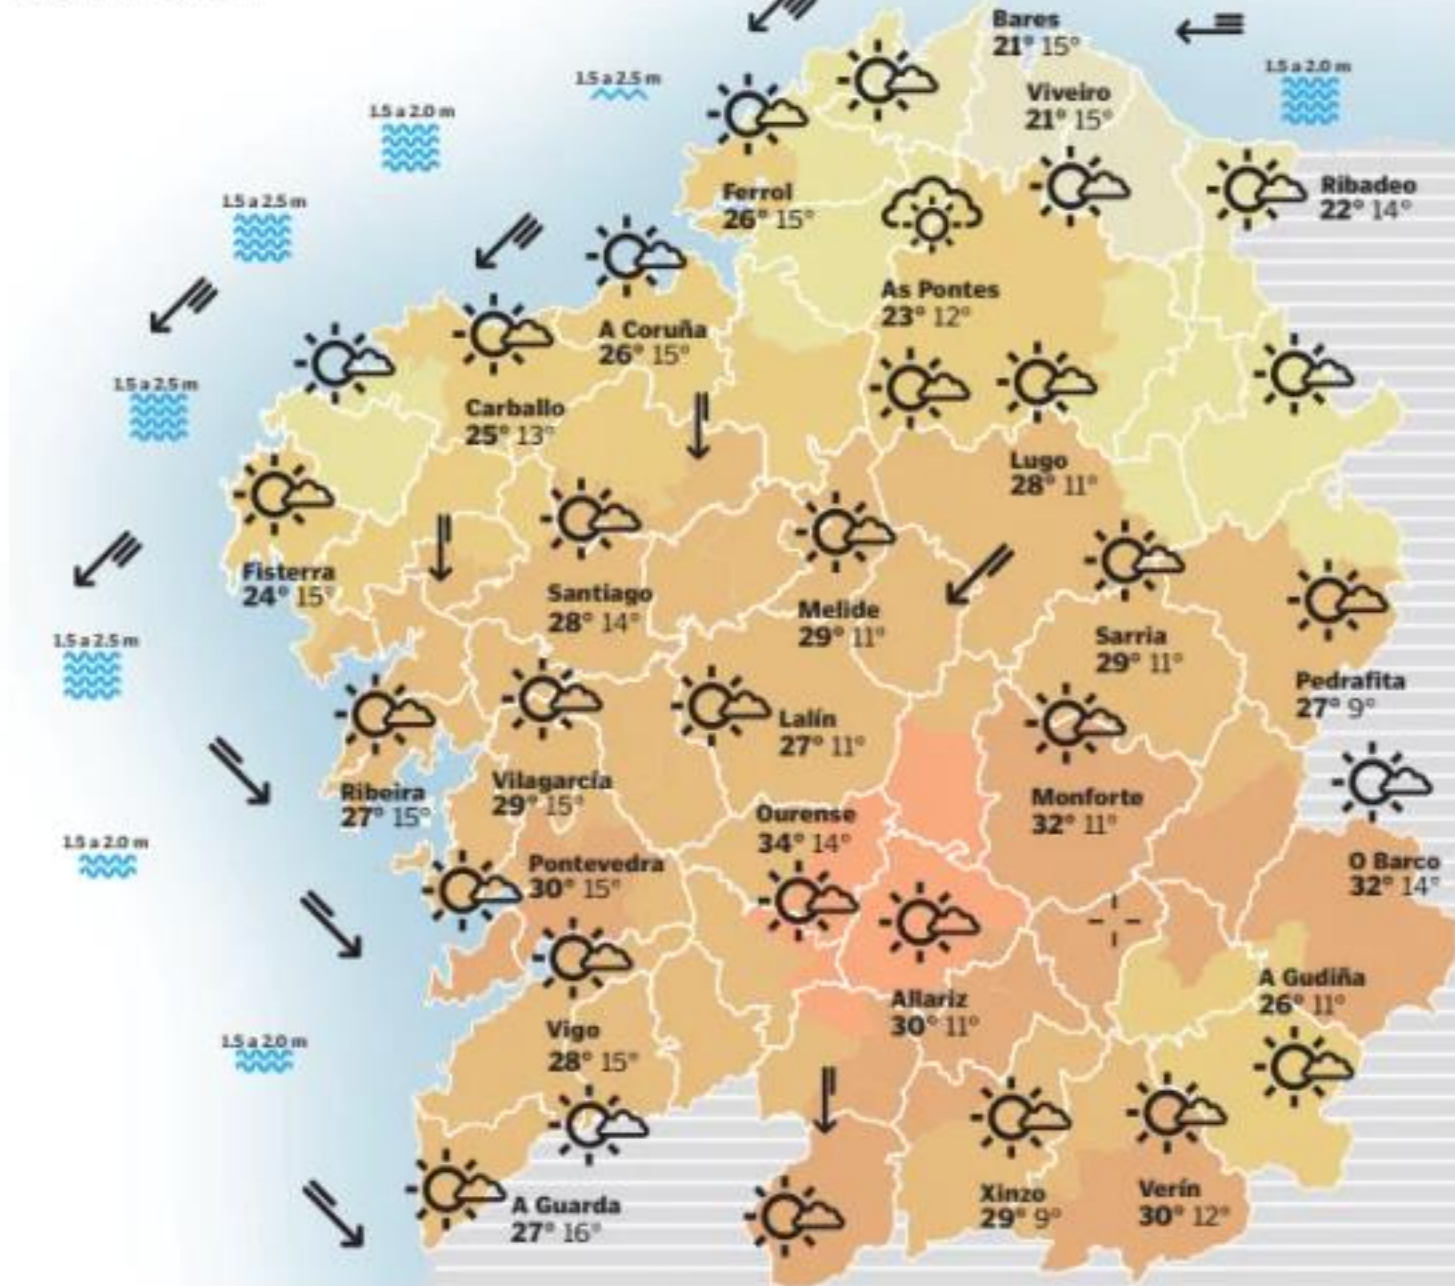 Bares
21° 15°
1.5 a 2.5 m
1.5 a 2.0 m
1.5 a 2.0 m
Viveiro
21° 15°
Ferrol
26° 15°
Ribadeo
22° 14°
1.5 a 2.5 m
As Pontes
23° 12°
A Coruña
26° 15°
1.5 a 2.5 m
Carballo
25° 13°
Lugo
28° 11°
Fisterra
24° 15°
Santiago
28° 14°
Melide
29° 11°
1.5 a 2.5 m
Sarria
29° 11°
Pedrafita
27° 9°
Lalín
27° 11°
Ribeira
27° 15°
Vilagarcía
29° 15°
Monforte
32° 11°
Ourense
34° 14°
1.5 a 2.0 m
Pontevedra
30° 15°
O Barco
32° 14°
A Gudiña
26° 11°
Allariz
30° 11°
1.5 a 2.0 m
Vigo
28° 15°
A Guarda
27° 16°
Xinzo
29° 9°
Verín
30° 12°